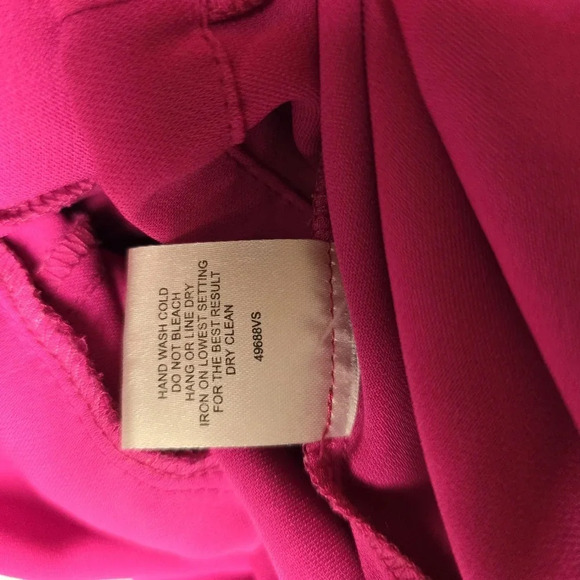 HAND WASH COLD
DO NOT BLEACH
HANG OR LINE DRY
IRON ON LOWEST SETTING
FOR THE BEST RESULT
DRY CLEAN
49688VS